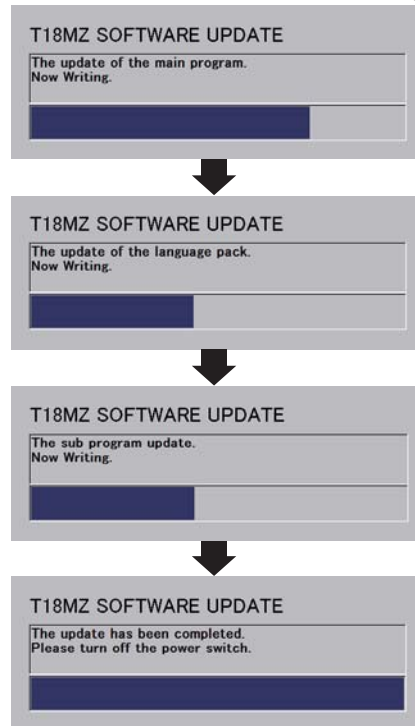 T18MZ SOFTWARE UPDATE
The update of the main program.
Now Writing.
T18MZ SOFTWARE UPDATE
The update of the language pack.
Now Writing.
T18MZ SOFTWARE UPDATE
The sub program update.
Now Writing.
T18MZ SOFTWARE UPDATE
The update has been completed.
Please turn off the power switch.